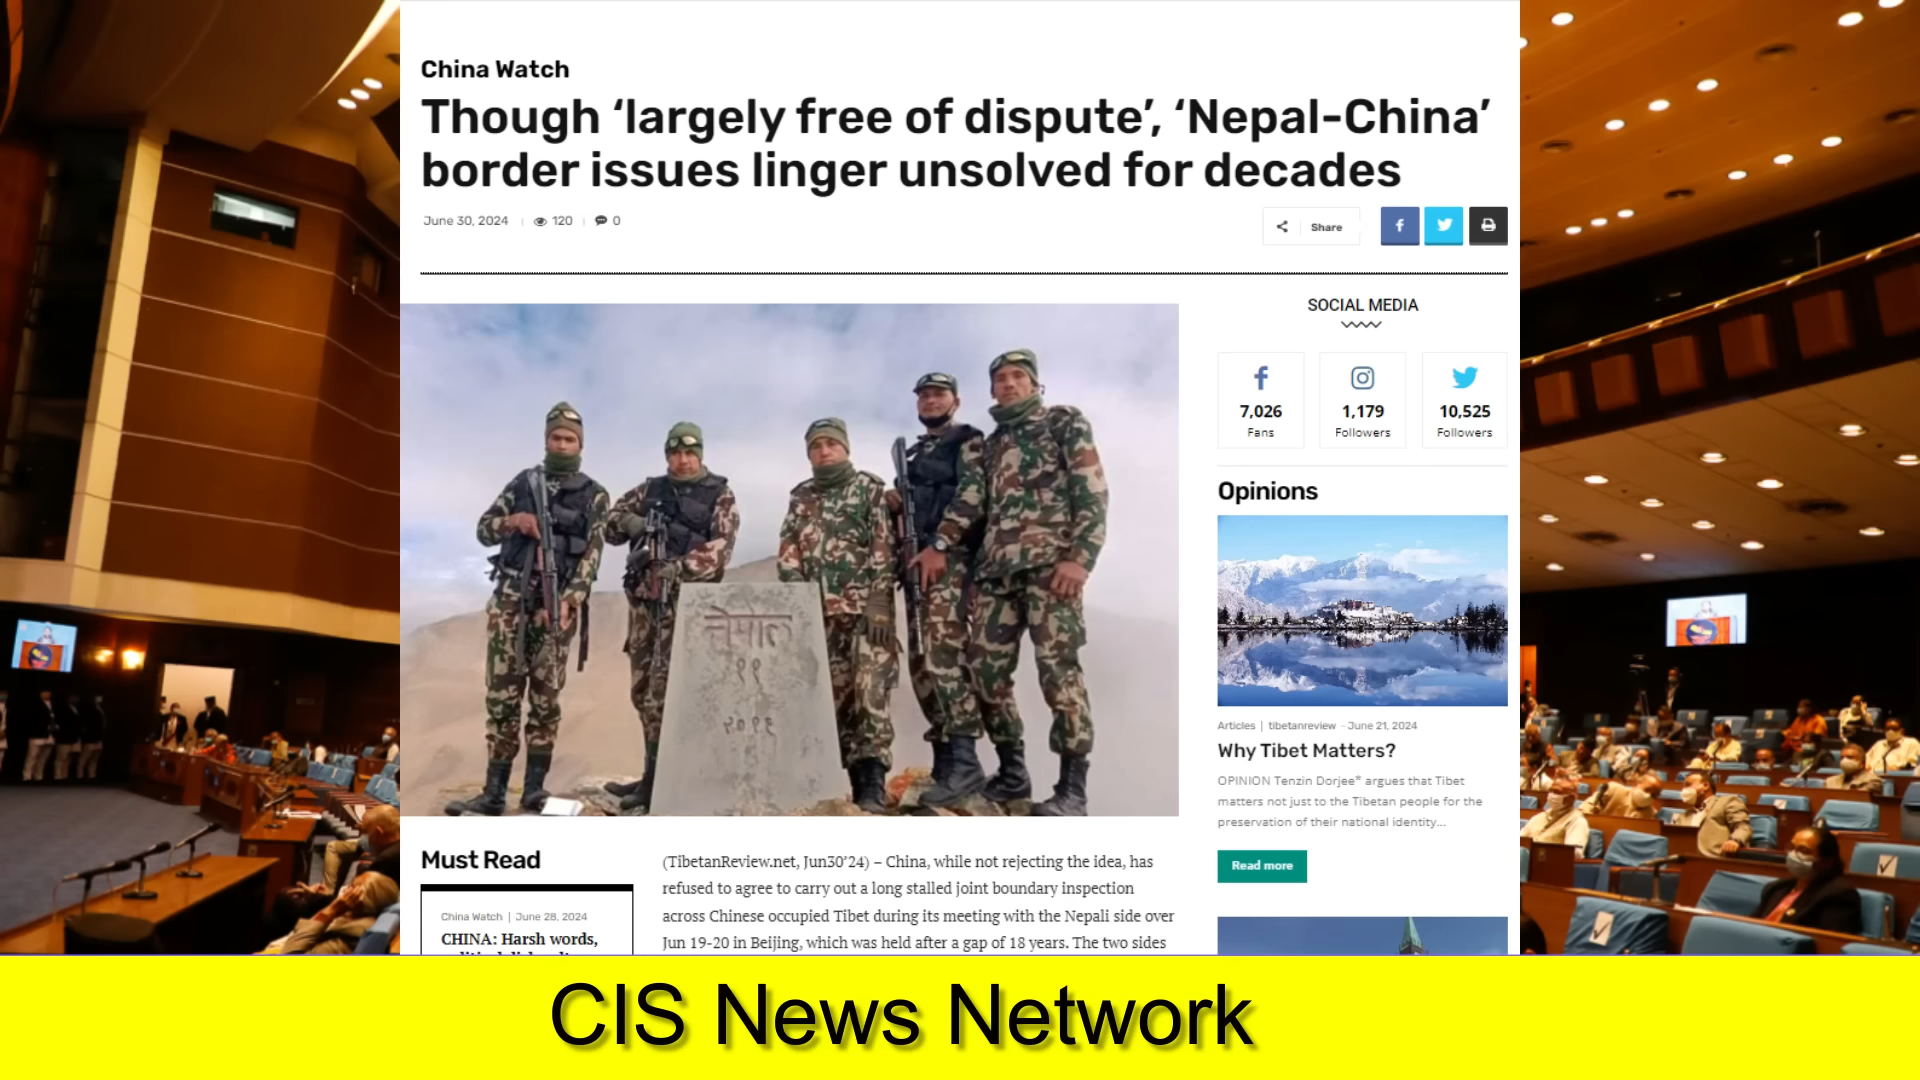 China Watch
Though ‘largely free of dispute’, ‘Nepal-China’
border issues linger unsolved for decades
June 30, 2024 | 120 | 0
Share
SOCIAL MEDIA
7,026
Fans
1,179
Followers
10,525
Followers
Opinions
नेपाल
११
२०१६
Articles | tibetanreview - June 21, 2024
Why Tibet Matters?
OPINION Tenzin Dorjee* argues that Tibet
matters not just to the Tibetan people for the
preservation of their national identity...
Read more
Must Read
China Watch | June 28, 2024
CHINA: Harsh words,
(TibetanReview.net, Jun30’24) – China, while not rejecting the idea, has
refused to agree to carry out a long stalled joint boundary inspection
across Chinese occupied Tibet during its meeting with the Nepali side over
Jun 19-20 in Beijing, which was held after a gap of 18 years. The two sides
CIS News Network